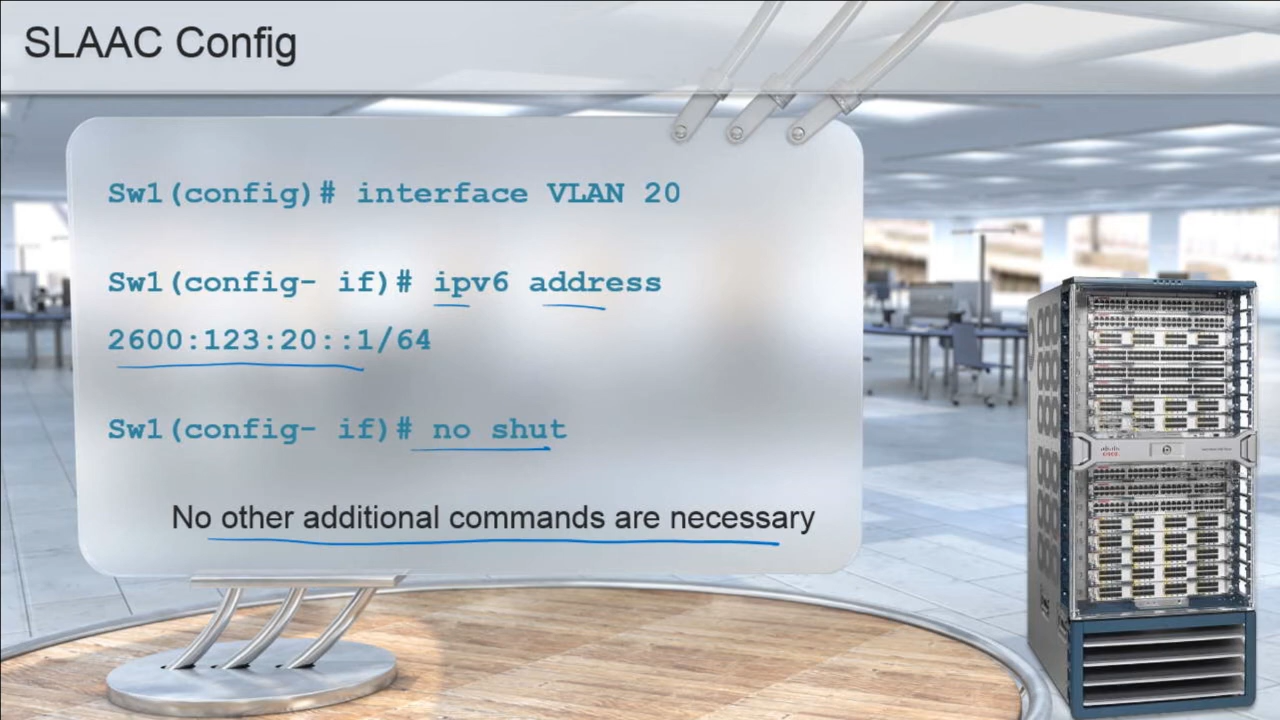 SLAAC Config
Sw1(config)# interface VLAN 20
Sw1(config- if)# ipv6 address
2600:123:20::1/64
Sw1(config- if)# no shut
No other additional commands are necessary
CISCO